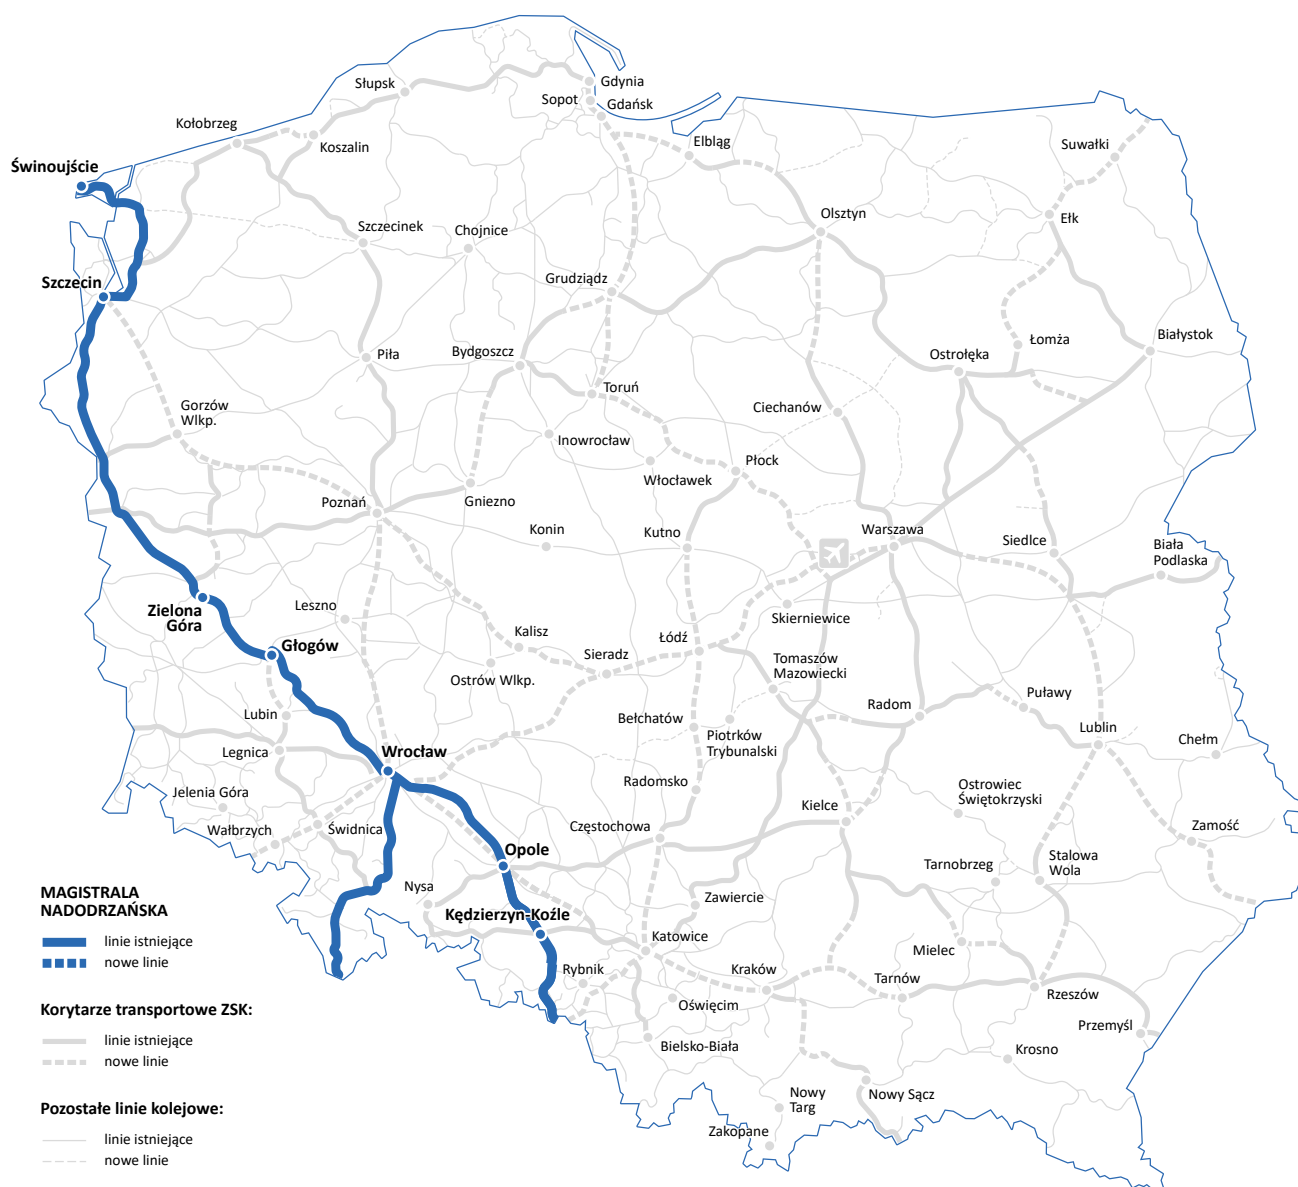 Słupsk
Gdynia
Sopot
Gdańsk
Kołobrzeg
Koszalin
Elbląg
Suwałki
Świnoujście
Szczecinek
Chojnice
Olsztyn
Ełk
Szczecin
Grudziądz
Piła
Bydgoszcz
Ostrołęka
Łomża
Białystok
Gorzów
Wlkp.
Toruń
Ciechanów
Inowrocław
Włocławek
Płock
Poznań
Gniezno
Konin
Kutno
Warszawa
Siedlce
Biała
Podlaska
Zielona
Góra
Leszno
Skierniewice
Głogów
Kalisz
Sieradz
Łódź
Ostrów Wlkp.
Tomaszów
Mazowiecki
Puławy
Lubin
Bełchatów
Radom
Piotrków
Trybunalski
Lublin
Chełm
Legnica
Wrocław
Radomsko
Jelenia Góra
Ostrowiec
Świętokrzyski
Kielce
Wałbrzych
Świdnica
Częstochowa
Zamość
Opole
Tarnobrzeg
Stalowa
Wola
Nysa
Zawiercie
Kędzierzyn-Koźle
Katowice
Mielec
Rybnik
Kraków
Tarnów
Oświęcim
Rzeszów
Przemyśl
Bielsko-Biała
Krosno
Nowy
Targ
Nowy Sącz
Zakopane
MAGISTRALA
NADODRZAŃSKA
linie istniejące
nowe linie
Korytarze transportowe ZSK:
linie istniejące
nowe linie
Pozostałe linie kolejowe:
linie istniejące
nowe linie